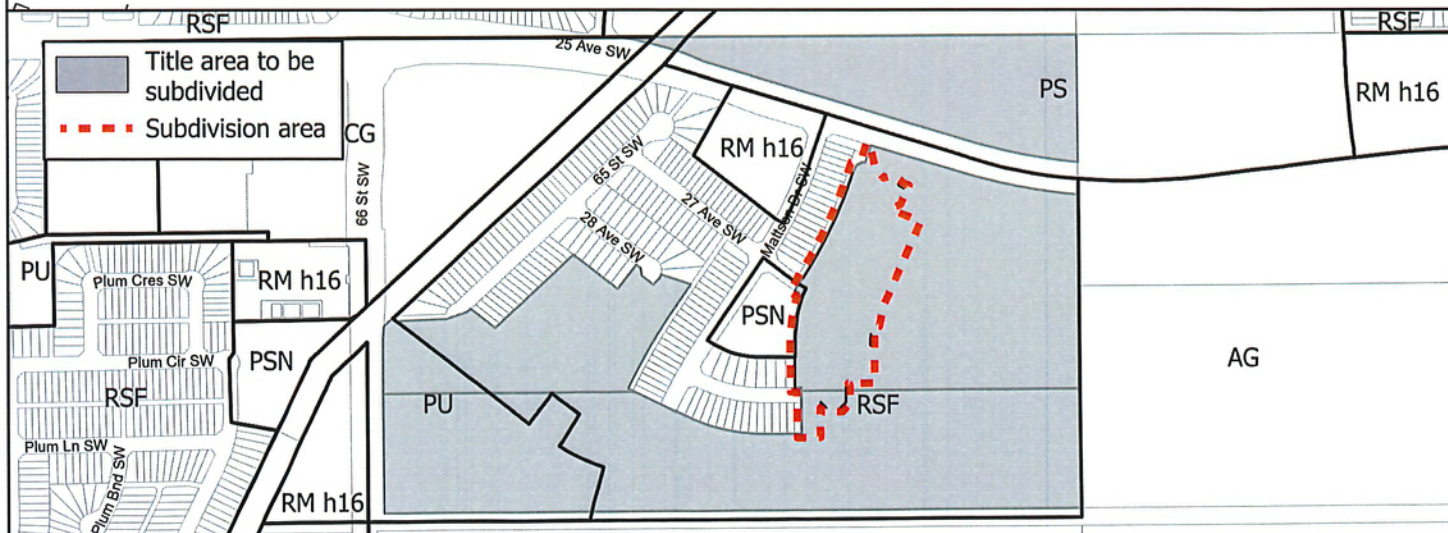 RSF
RSF
25 Ave SW
Title area to be
subdivided
Subdivision area
CG
PS
RM h16
RM h16
65 St SW
66 St SW
27 Ave SW
Mattson Dr SW
28 Ave SW
PU
RM h16
Plum Cres SW
PSN
Plum Cir SW
PSN
AG
RSF
PU
RSF
Plum Ln SW
Plum Bnd SW
RM h16